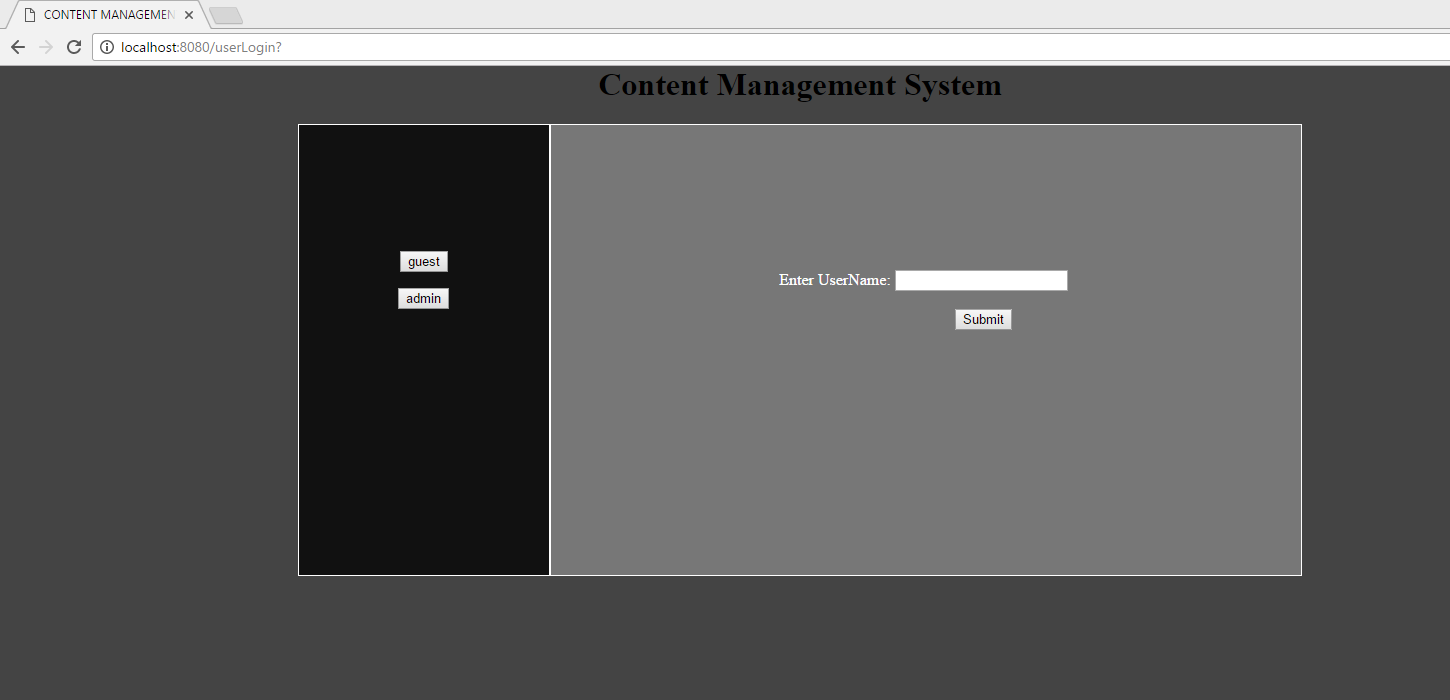 CONTENT MANAGEMEN
localhost:8080/userLogin?
Content Management System
guest
admin
Enter UserName:
Submit